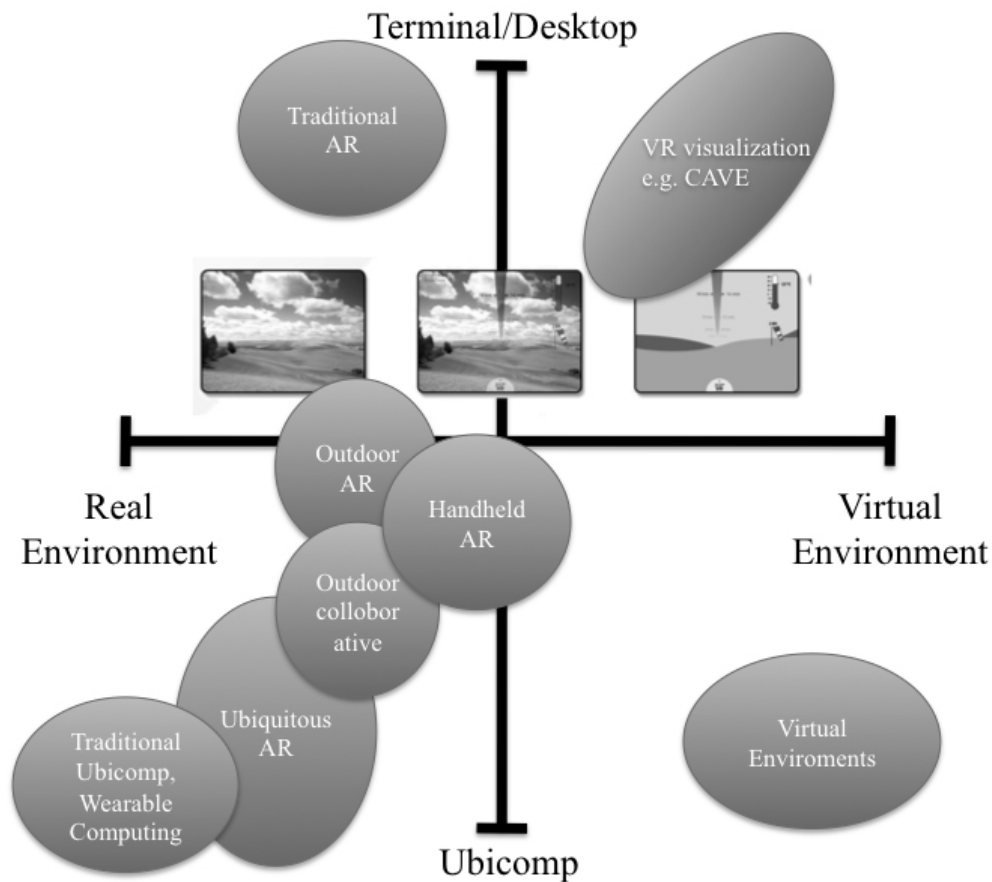 Terminal/Desktop
Traditional
AR
VR visualization
e.g. CAVE
Outdoor
AR
Handheld
AR
Real
Environment
Virtual
Environment
Outdoor
collobor
ative
Ubiquitous
AR
Traditional
Ubicomp,
Wearable
Computing
Virtual
Enviroments
Ubicomp